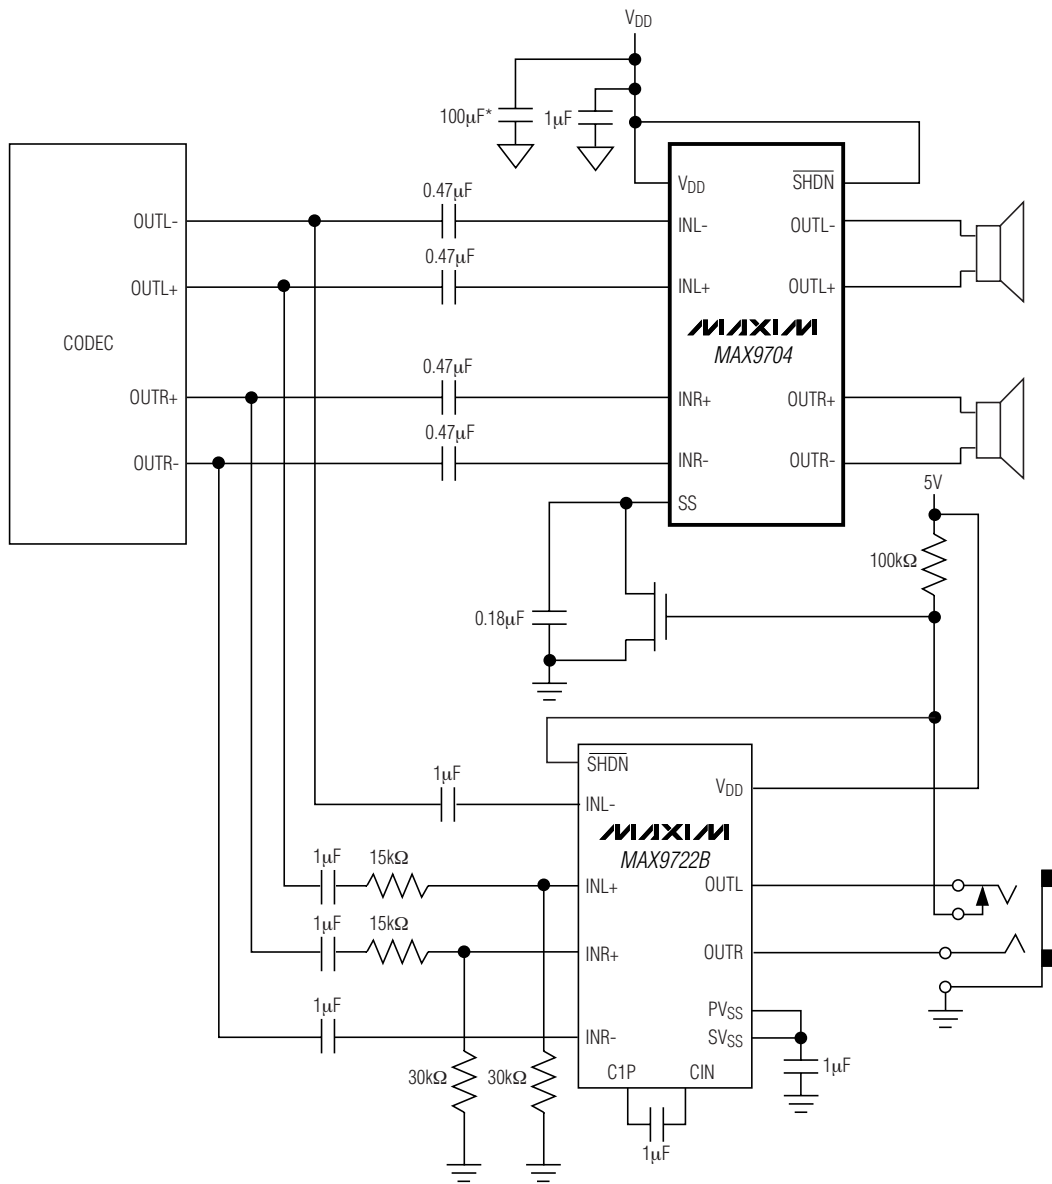 VDD
100µF*
1µF
VDD
SHDN
0.47µF
OUTL-
INL-
OUTL-
0.47µF
OUTL+
INL+
OUTL+
MAXIM
CODEC
MAX9704
0.47µF
OUTR+
INR+
OUTR+
0.47µF
OUTR-
INR-
OUTR-
5V
SS
100kΩ
0.18µF
SHDN
1µF
VDD
INL-
MAXIM
MAX9722B
1µF
15kΩ
INL+
OUTL
1µF
15kΩ
INR+
OUTR
1µF
PVSS
INR-
SVSS
30kΩ
30kΩ
C1P
CIN
1µF
1µF